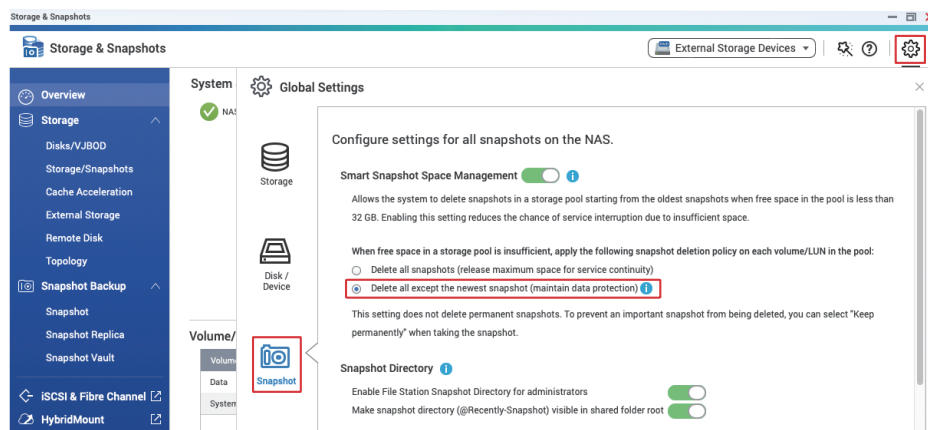 Storage & Snapshots
Storage & Snapshots
External Storage Devices
Overview
Storage
Disks/VJBOD
Storage/Snapshots
Cache Acceleration
External Storage
Remote Disk
Topology
Snapshot Backup
Snapshot
Snapshot Replica
Snapshot Vault
iSCSI & Fibre Channel
HybridMount
System
NAS
Volume/
Volum
Data
System
Global Settings
Storage
Disk /
Device
Snapshot
Configure settings for all snapshots on the NAS.
Smart Snapshot Space Management
Allows the system to delete snapshots in a storage pool starting from the oldest snapshots when free space in the pool is less than
32 GB. Enabling this setting reduces the chance of service interruption due to insufficient space.
When free space in a storage pool is insufficient, apply the following snapshot deletion policy on each volume/LUN in the pool:
Delete all snapshots (release maximum space for service continuity)
Delete all except the newest snapshot (maintain data protection)
This setting does not delete permanent snapshots. To prevent an important snapshot from being deleted, you can select "Keep
permanently" when taking the snapshot.
Snapshot Directory
Enable File Station Snapshot Directory for administrators
Make snapshot directory (@Recently-Snapshot) visible in shared folder root